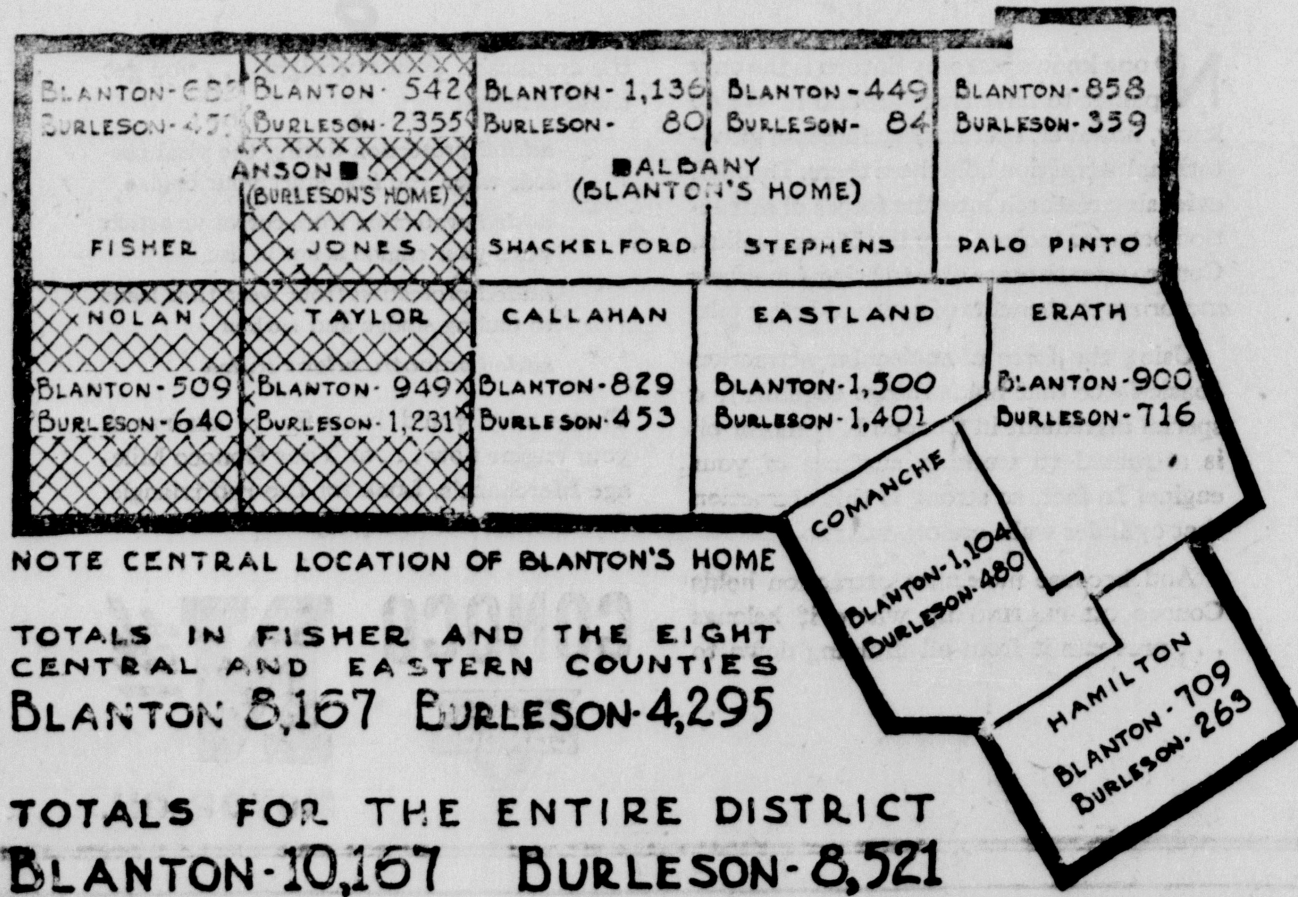 BLANTON-682
BURLESON-459
FISHER
BLANTON- 542
BURLESON-2,355
ANSON
(BURLESON'S HOME)
JONES
BLANTON-1,136
BURLESON- 80
SHACKELFORD
ALBANY
(BLANTON'S HOME)
BLANTON-449
BURLESON- 84
STEPHENS
BLANTON-858
BURLESON-359
PALO PINTO
NOLAN
BLANTON-509
BURLESON-640
TAYLOR
BLANTON- 949
BURLESON-1,231
CALLAHAN
BLANTON-829
BURLESON-453
EASTLAND
BLANTON-1,500
BURLESON-1,401
ERATH
BLANTON-900
BURLESON-716
COMANCHE
BLANTON-1,104
BURLESON-480
HAMILTON
BLANTON-709
BURLESON-263
NOTE CENTRAL LOCATION OF BLANTON'S HOME
TOTALS IN FISHER AND THE EIGHT
CENTRAL AND EASTERN COUNTIES
BLANTON 8,167 BURLESON-4,295
TOTALS FOR THE ENTIRE DISTRICT
BLANTON-10,167 BURLESON-8,521